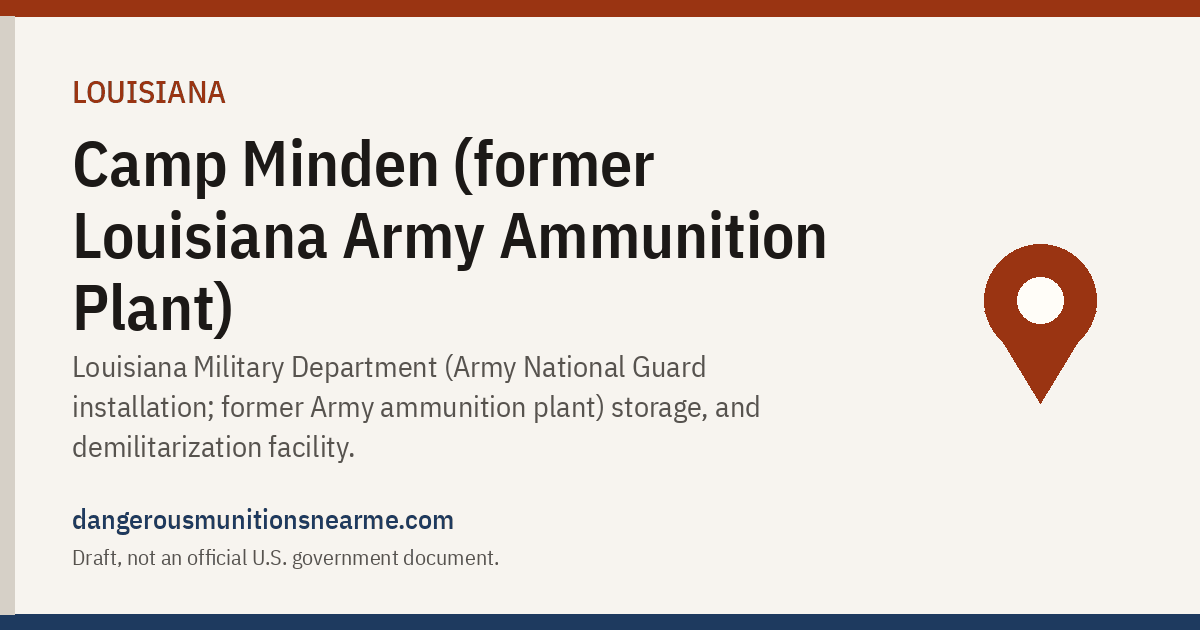 LOUISIANA
Camp Minden (former
Louisiana Army Ammunition
Plant)
Louisiana Military Department (Army National Guard
installation; former Army ammunition plant) storage, and
demilitarization facility.
dangerousmunitionsnearme.com
Draft, not an official U.S. government document.